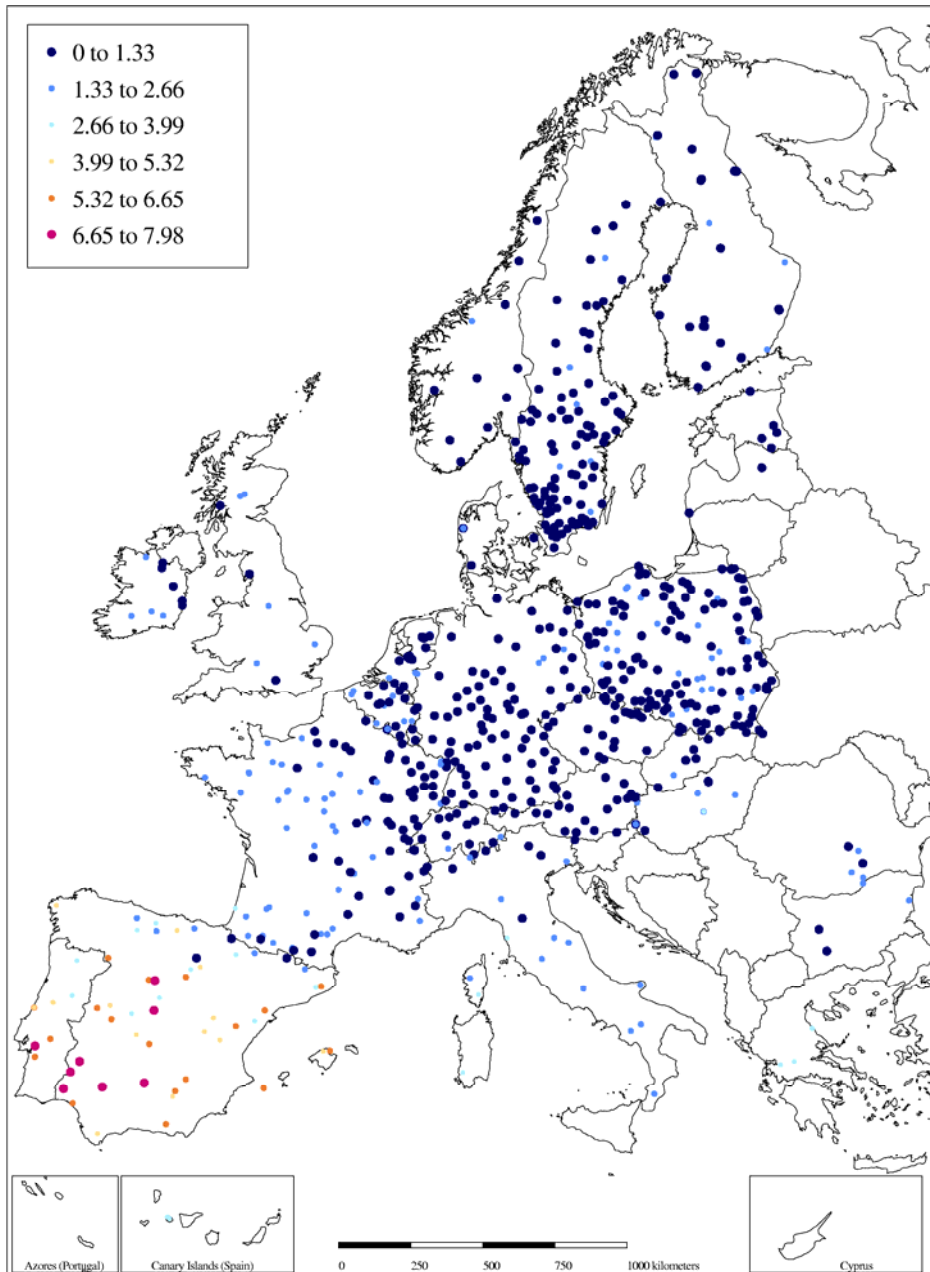 0 to 1.33
1.33 to 2.66
2.66 to 3.99
3.99 to 5.32
5.32 to 6.65
6.65 to 7.98
Azores (Portugal)
Canary Islands (Spain)
0 250 500 750 1000 kilometers
Cyprus